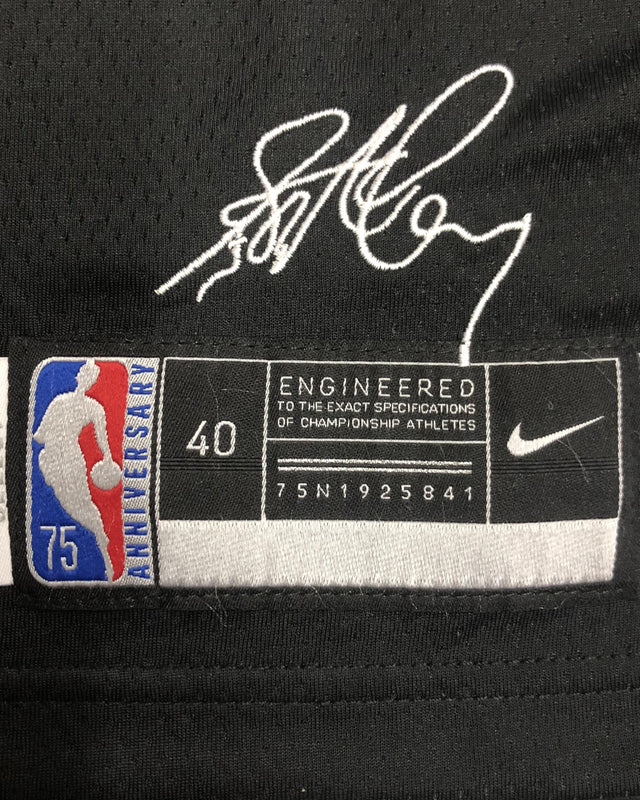 75
ANNIVERSARY
40
ENGINEERED
TO THE EXACT SPECIFICATIONS
OF CHAMPIONSHIP ATHLETES
75N1925841